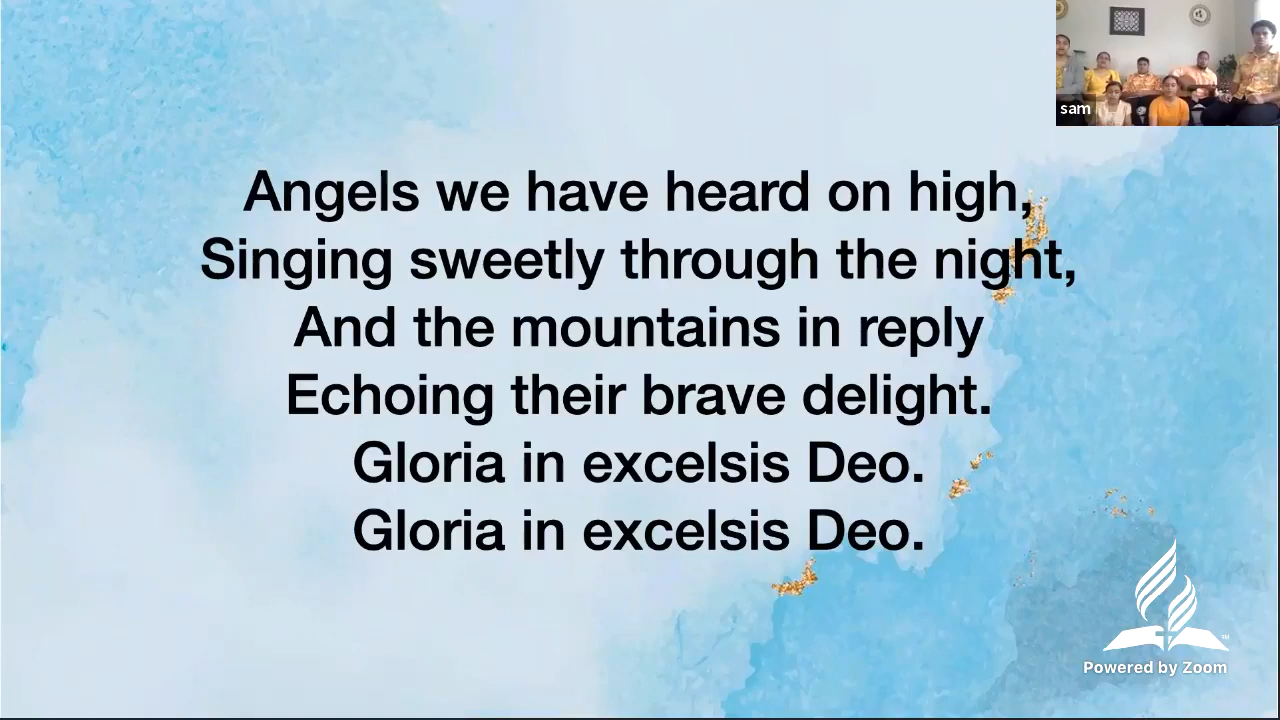 sam
Angels we have heard on high,
Singing sweetly through the night,
And the mountains in reply
Echoing their brave delight.
Gloria in excelsis Deo.
Gloria in excelsis Deo.
TM
Powered by Zoom